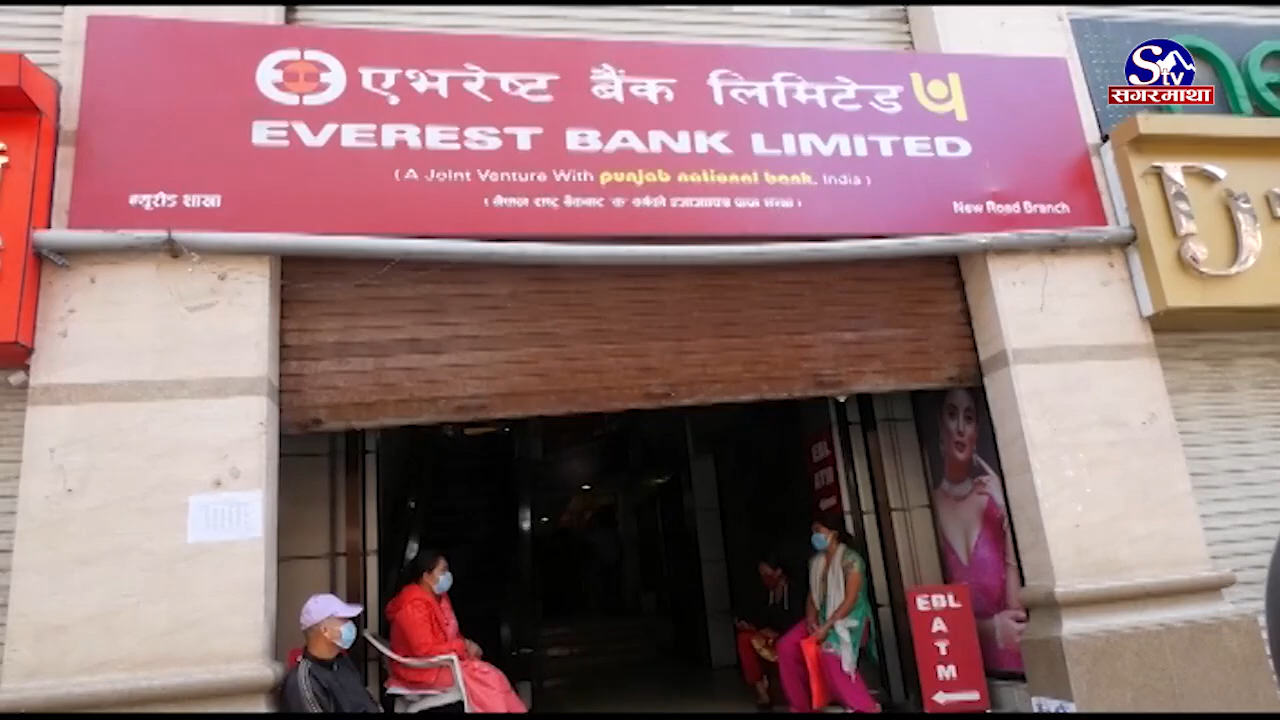 एभरेष्ट बैंक लिमिटेड
EVEREST BANK LIMITED
(A Joint Venture With punjab national bank, India)
न्यूरोड शाखा
New Road Branch
Stv
सगरमाथा
ne
EBL
ATM
EBL
A
T
M